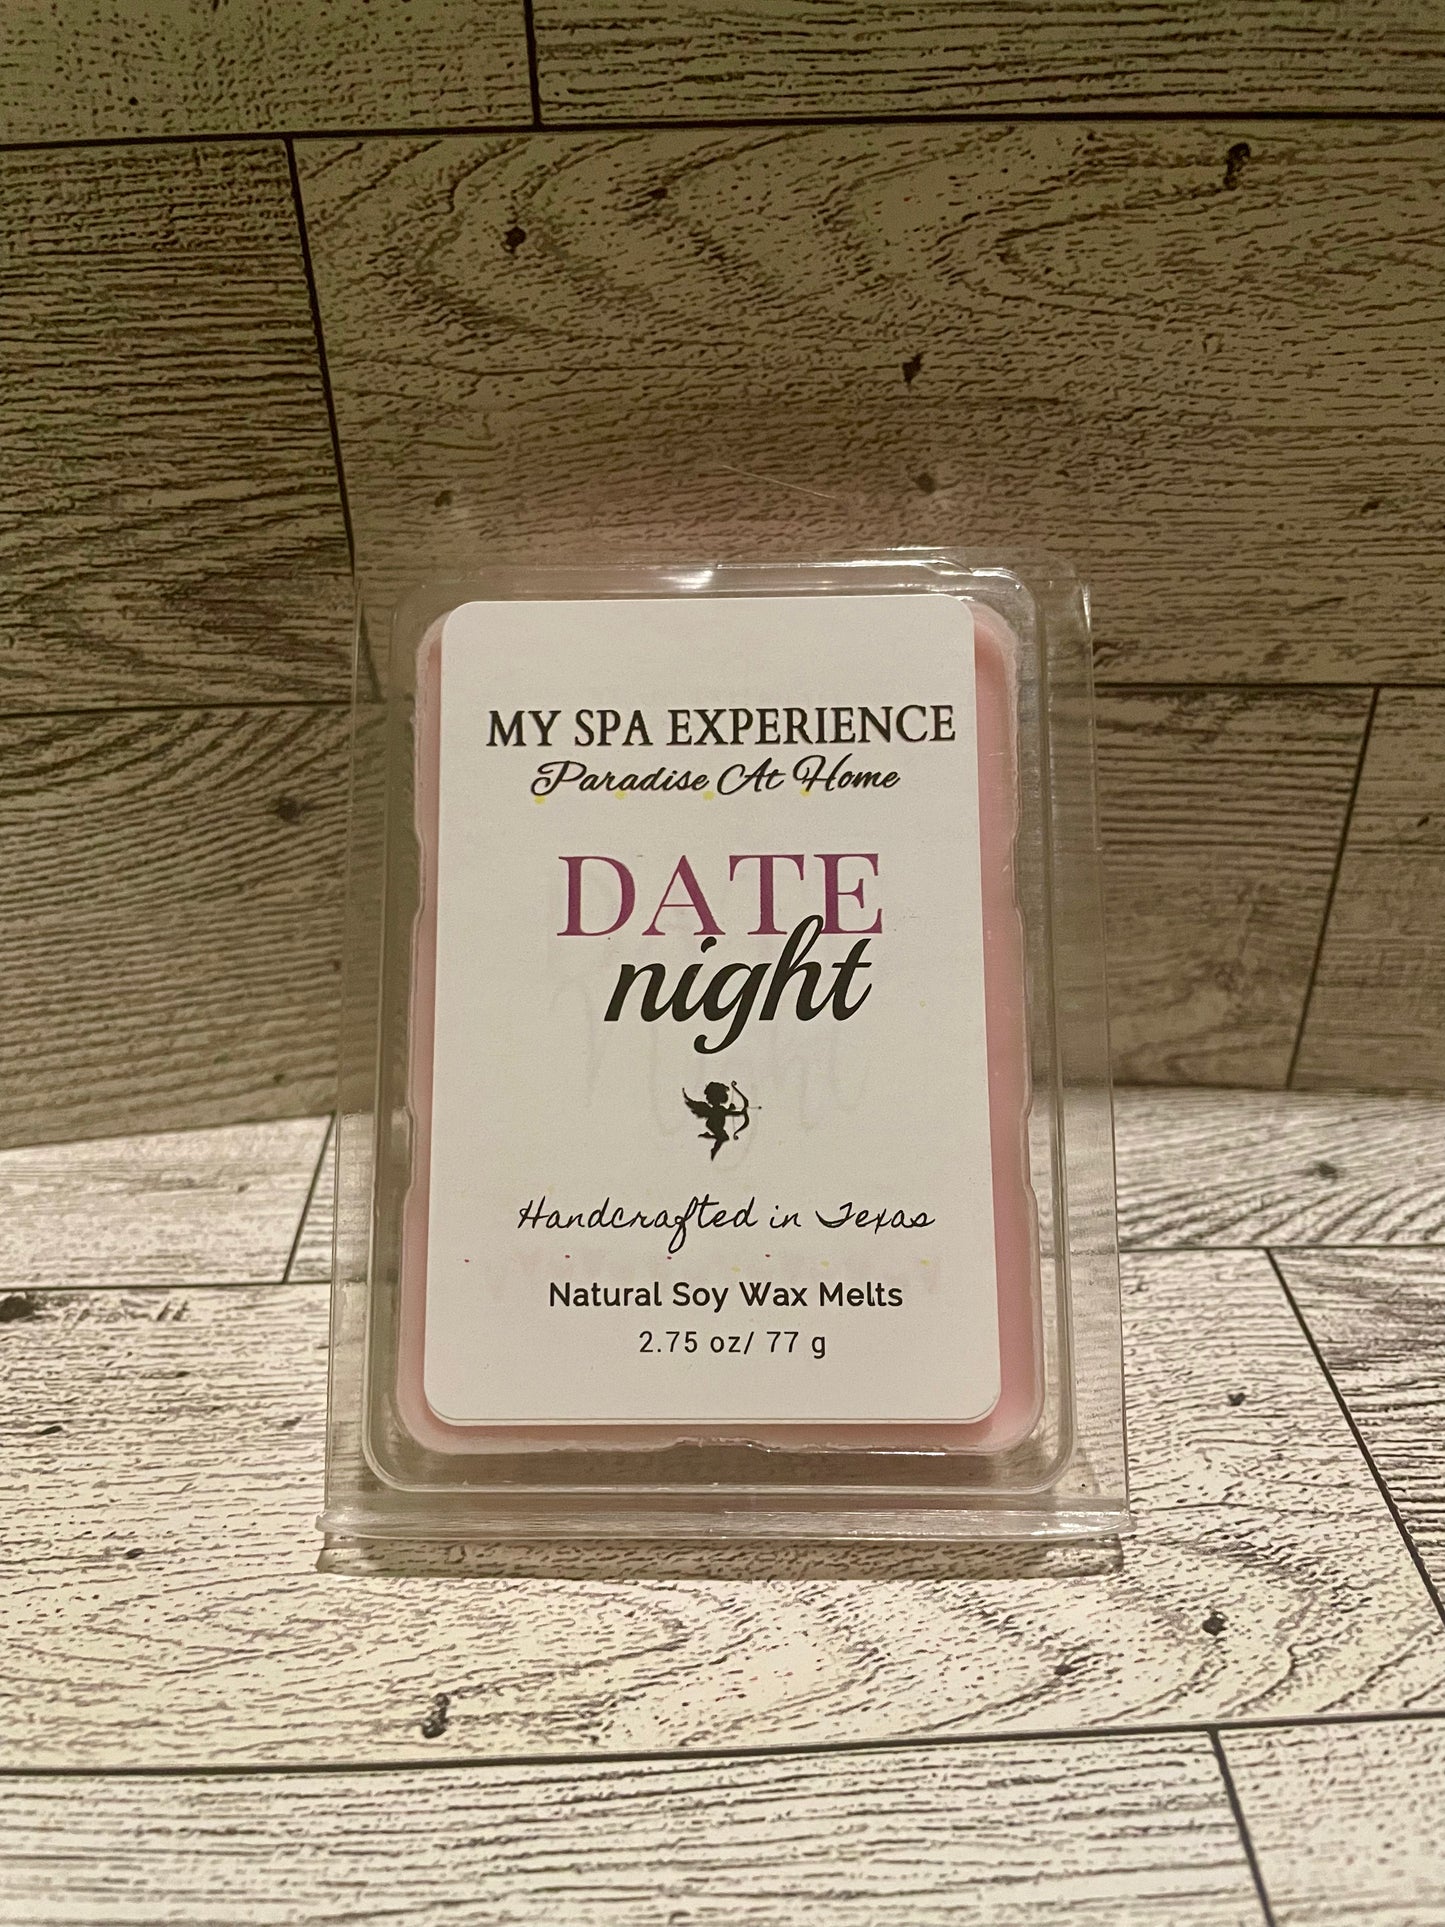 MY SPA EXPERIENCE
Paradise At Home
DATE
night
Handcrafted in Texas
Natural Soy Wax Melts
2.75 oz/ 77 g